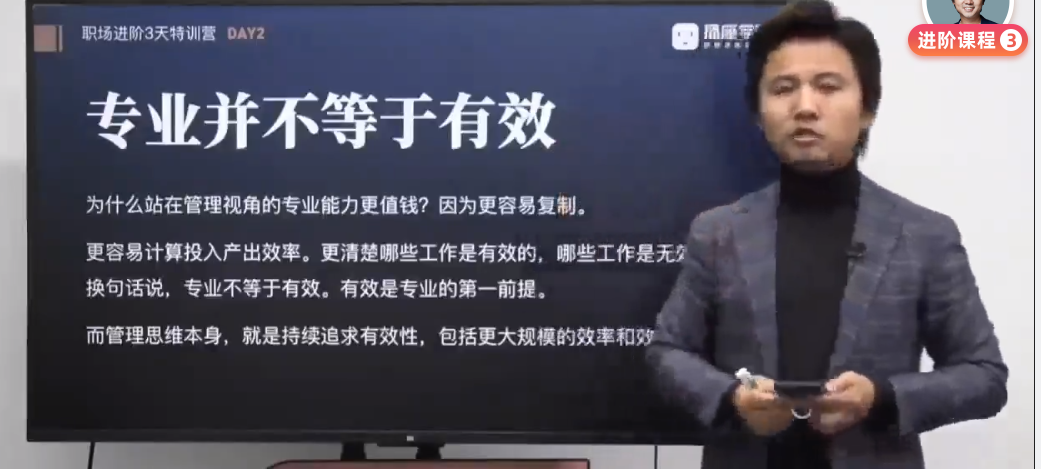 职场进阶3天特训营 DAY2
进阶课程 3
专业并不等于有效
为什么站在管理视角的专业能力更值钱？因为更容易复制。
更容易计算投入产出效率。更清楚哪些工作是有效的，哪些工作是无
换句话说，专业不等于有效。有效是专业的第一前提。
而管理思维本身，就是持续追求有效性，包括更大规模的效率和效